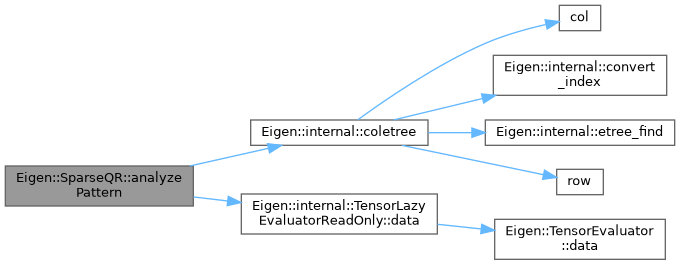 Eigen::SparseQR::analyze
Pattern
Eigen::internal::coletree
col
Eigen::internal::convert
_index
Eigen::internal::etree_find
row
Eigen::internal::TensorLazy
EvaluatorReadOnly::data
Eigen::TensorEvaluator
::data